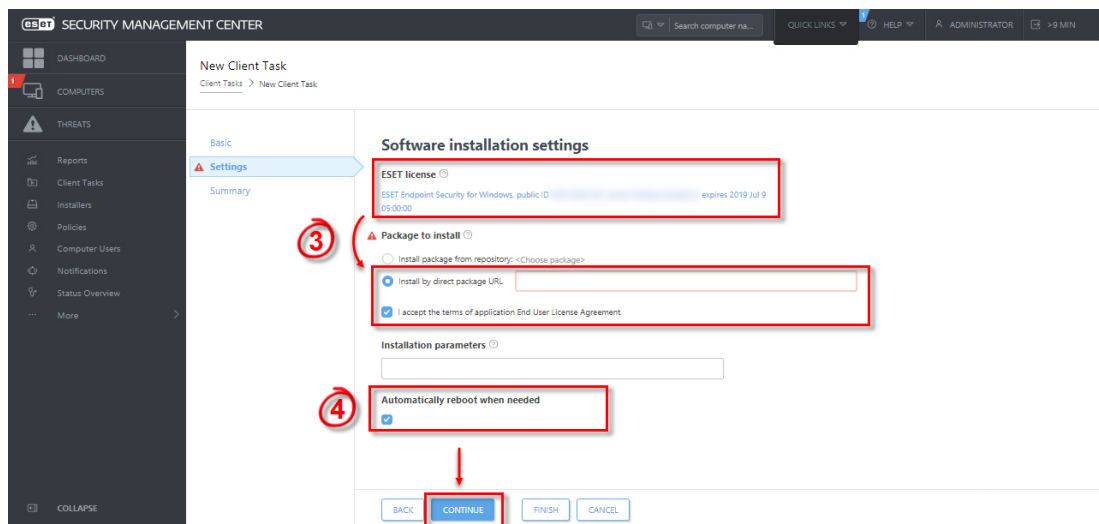 eset SECURITY MANAGEMENT CENTER
Search computer na...
QUICK LINKS
1
HELP
ADMINISTRATOR
>9 MIN
DASHBOARD
1
COMPUTERS
THREATS
Reports
Client Tasks
Installers
Policies
Computer Users
Notifications
Status Overview
More
COLLAPSE
New Client Task
Client Tasks > New Client Task
Basic
Settings
Summary
Software installation settings
ESET license
ESET Endpoint Security for Windows, public ID expires 2019 Jul 9
05:00:00
3
Package to install
Install package from repository: <Choose package>
Install by direct package URL
I accept the terms of application End User License Agreement
Installation parameters
4
Automatically reboot when needed
BACK
CONTINUE
FINISH
CANCEL